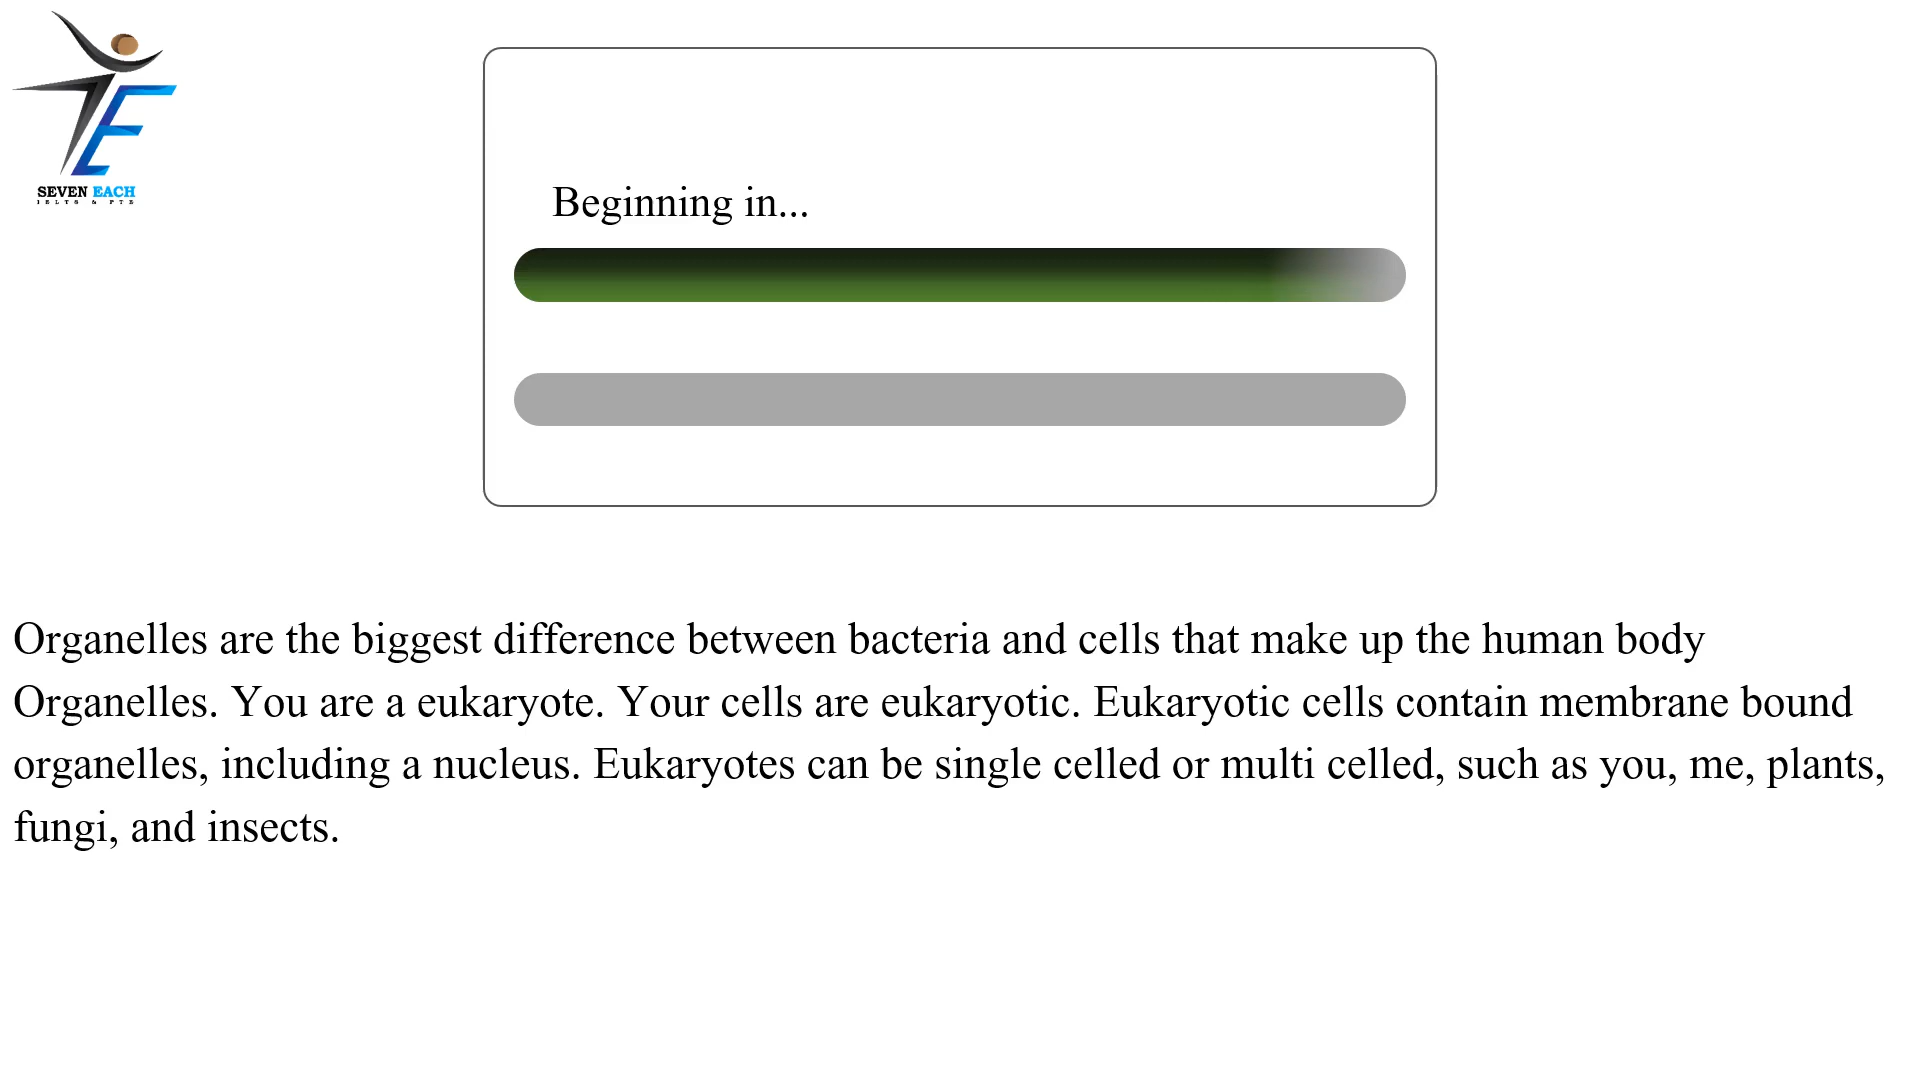 SEVEN EACH
IELTS & PTE
Beginning in...
Organelles are the biggest difference between bacteria and cells that make up the human body
Organelles. You are a eukaryote. Your cells are eukaryotic. Eukaryotic cells contain membrane bound
organelles, including a nucleus. Eukaryotes can be single celled or multi celled, such as you, me, plants,
fungi, and insects.